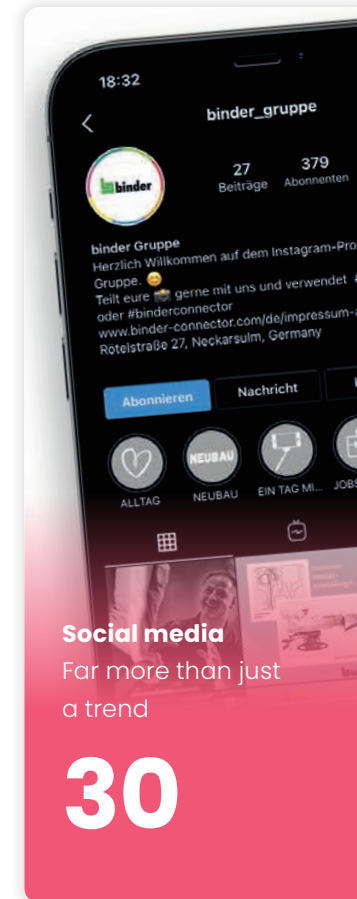 18:32
binder_gruppe
binder
27
379
Beiträge
Abonnenten
binder Gruppe
Herzlich Willkommen auf dem Instagram-Pro
Gruppe. 😊
Teilt eure 📸 gerne mit uns und verwendet
oder #binderconnector
www.binder-connector.com/de/impressum-
Rötelstraße 27, Neckarsulm, Germany
Abonnieren
Nachricht
ALLTAG
NEUBAU
NEUBAU
EIN TAG MI...
JOBS
Social media
Far more than just
a trend
30